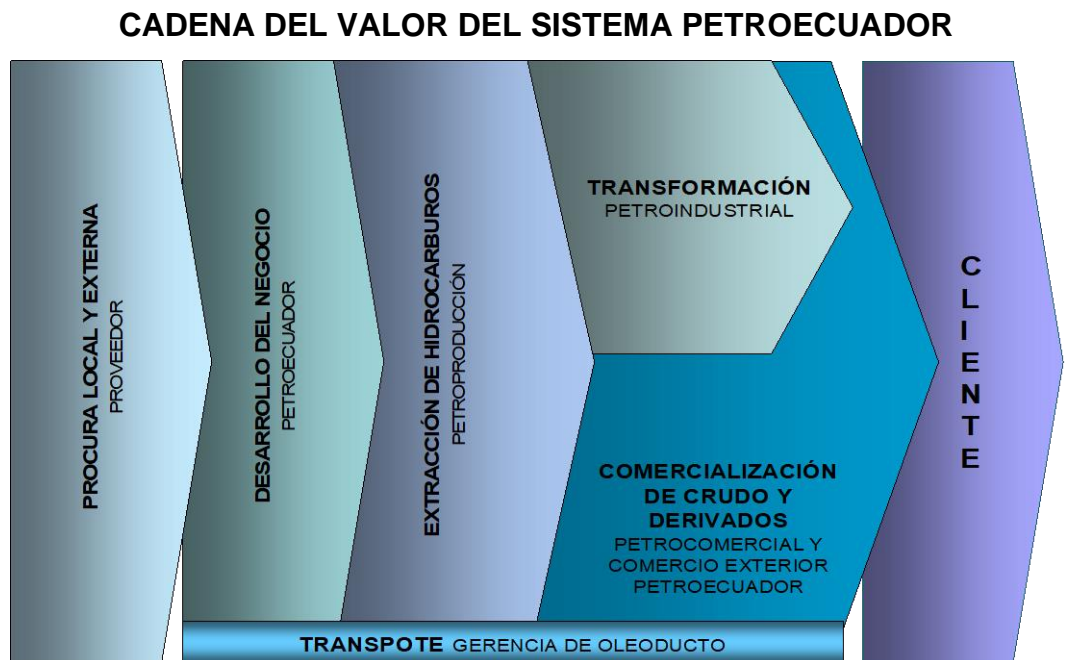 CADENA DEL VALOR DEL SISTEMA PETROECUADOR
PROCURA LOCAL Y EXTERNA
PROVEEDOR
DESARROLLO DEL NEGOCIO
PETROECUADOR
EXTRACCIÓN DE HIDROCARBUROS
PETROPRODUCCIÓN
TRANSFORMACIÓN
PETROINDUSTRIAL
COMERCIALIZACIÓN
DE CRUDO Y
DERIVADOS
PETROCOMERCIAL Y
COMERCIO EXTERIOR
PETROECUADOR
CLIENTE
TRANSPOTE GERENCIA DE OLEODUCTO